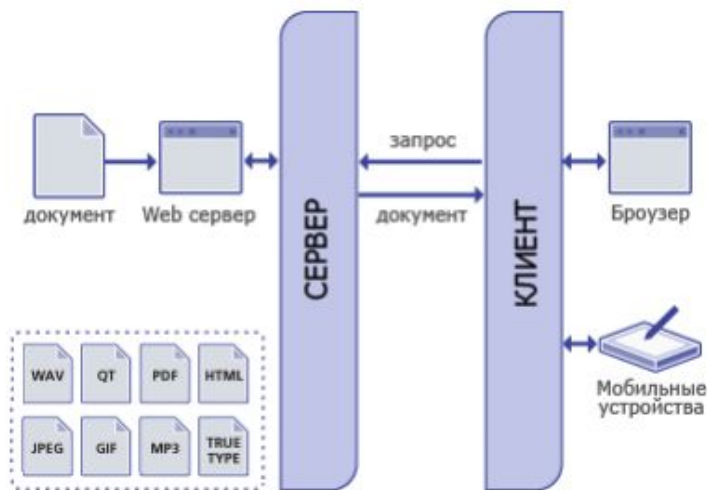 запрос
документ
Web сервер
документ
Броузер
СЕРВЕР
КЛИЕНТ
WAV
QT
PDF
HTML
JPEG
GIF
MP3
TRUE
TYPE
Мобильные
устройства